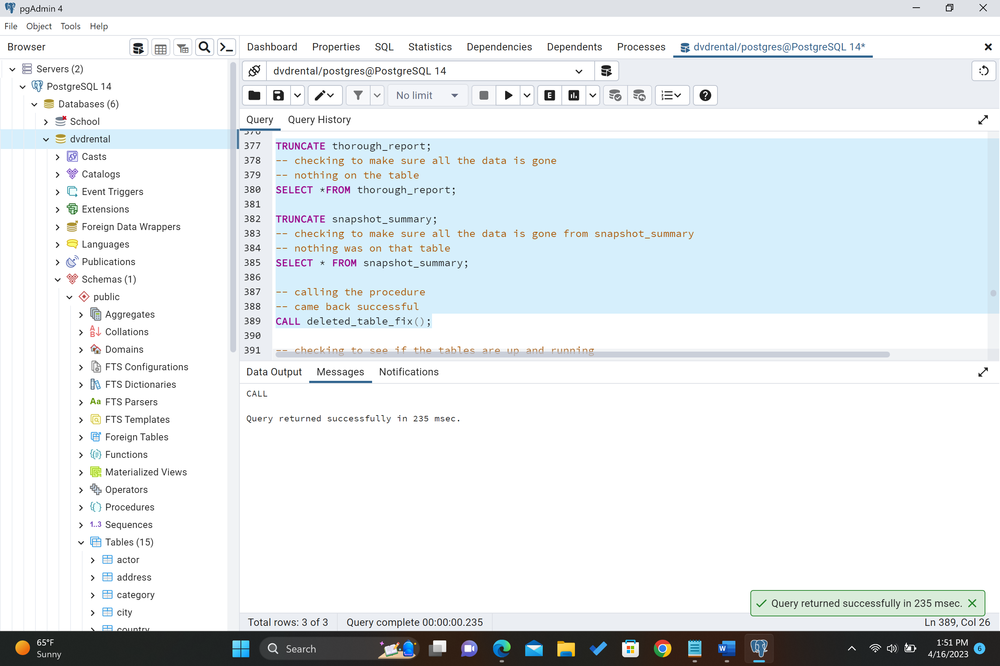 pgAdmin 4
File Object Tools Help
Browser
Dashboard Properties SQL Statistics Dependencies Dependents Processes dvdrental/postgres@PostgreSQL 14*
Servers (2)
PostgreSQL 14
Databases (6)
School
dvdrental
Casts
Catalogs
Event Triggers
Extensions
Foreign Data Wrappers
Languages
Publications
Schemas (1)
public
Aggregates
Collations
Domains
FTS Configurations
FTS Dictionaries
Aa FTS Parsers
FTS Templates
Foreign Tables
Functions
Materialized Views
Operators
Procedures
1..3 Sequences
Tables (15)
actor
address
category
city
country
dvdrental/postgres@PostgreSQL 14
No limit
E
Query Query History
376
377 TRUNCATE thorough_report;
378 -- checking to make sure all the data is gone
379 -- nothing on the table
380 SELECT *FROM thorough_report;
381
382 TRUNCATE snapshot_summary;
383 -- checking to make sure all the data is gone from snapshot_summary
384 -- nothing was on that table
385 SELECT * FROM snapshot_summary;
386
387 -- calling the procedure
388 -- came back successful
389 CALL deleted_table_fix();
390
391 -- checking to see if the tables are up and running
Data Output Messages Notifications
CALL
Query returned successfully in 235 msec.
Query returned successfully in 235 msec.
Total rows: 3 of 3 Query complete 00:00:00.235 Ln 389, Col 26
65°F
Sunny
Search
1:51 PM
4/16/2023
6